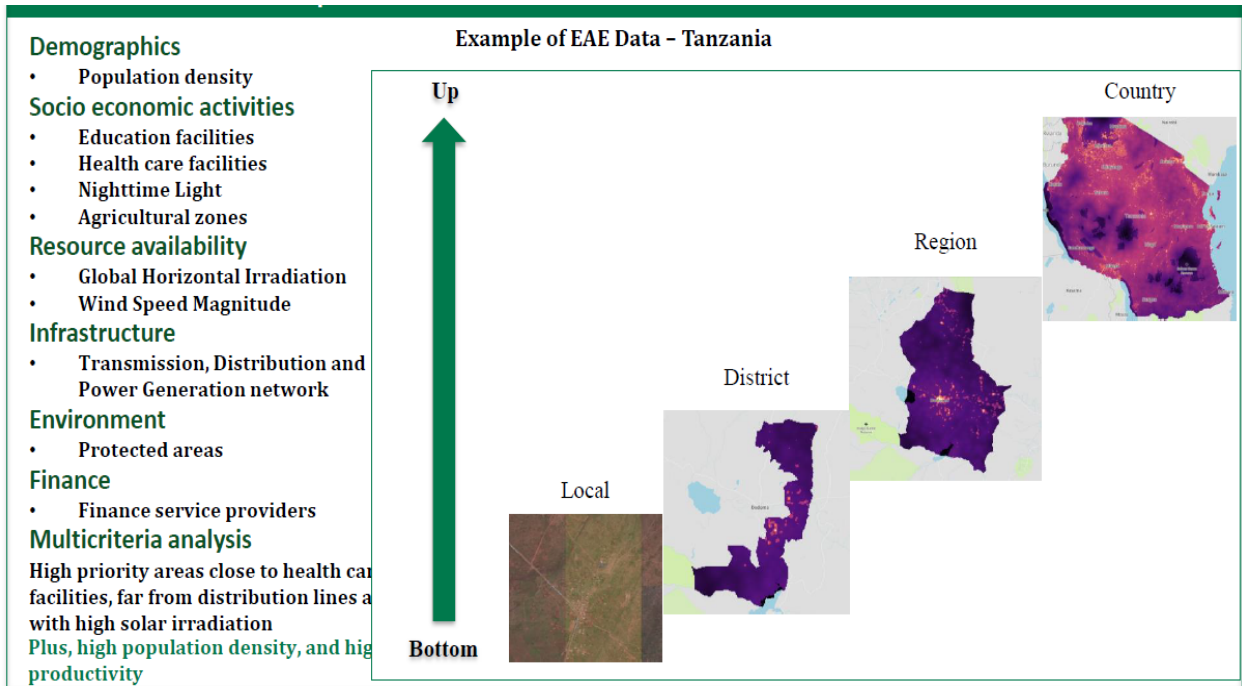 Example of EAE Data – Tanzania
Demographics
• Population density
Socio economic activities
• Education facilities
• Health care facilities
• Nighttime Light
• Agricultural zones
Resource availability
• Global Horizontal Irradiation
• Wind Speed Magnitude
Infrastructure
• Transmission, Distribution and
Power Generation network
Environment
• Protected areas
Finance
• Finance service providers
Multicriteria analysis
High priority areas close to health
facilities, far from distribution lines
with high solar irradiation
Plus, high population density, and
productivity
Up
Bottom
Local
District
Region
Country